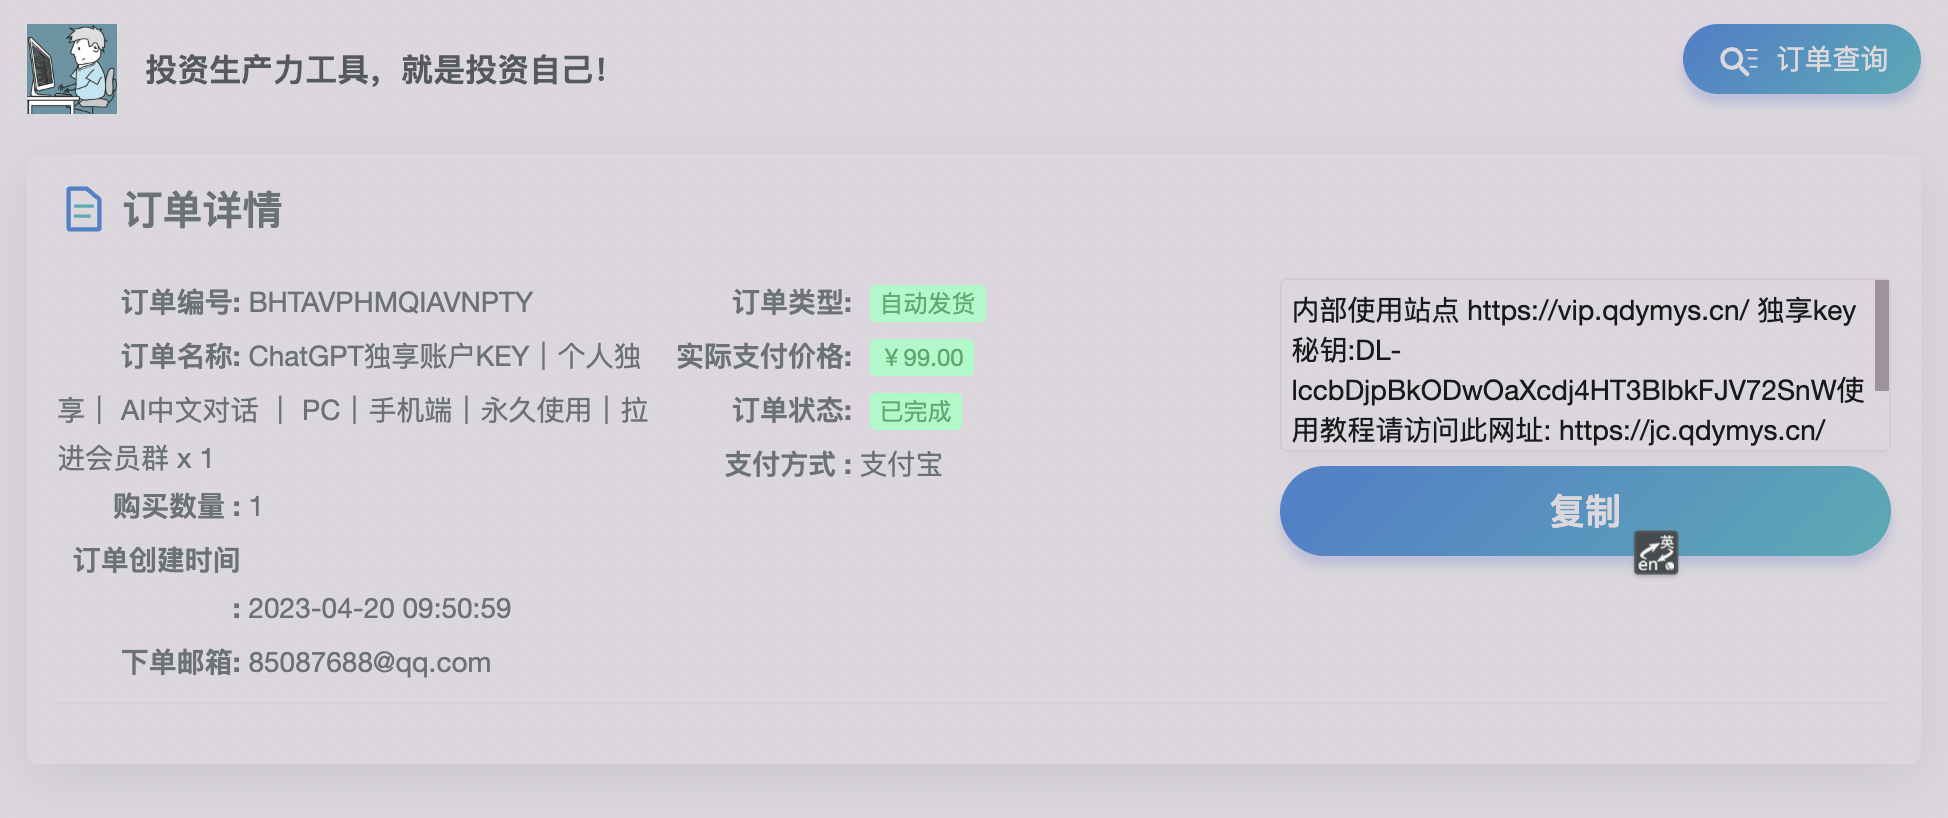 投资生产力工具，就是投资自己！
订单查询
订单详情
订单编号: BHTAVPHMQIAVNPTY
订单名称: ChatGPT独享账户KEY｜个人独
享｜ AI中文对话 ｜ PC｜手机端｜永久使用｜拉
进会员群 x 1
购买数量 : 1
订单创建时间
: 2023-04-20 09:50:59
下单邮箱: 85087688@qq.com
订单类型: 自动发货
实际支付价格: ￥99.00
订单状态: 已完成
支付方式 : 支付宝
内部使用站点 https://vip.qdymys.cn/ 独享key
秘钥:DL-
lccbDjpBkODwOaXcdj4HT3BlbkFJV72SnW使
用教程请访问此网址: https://jc.qdymys.cn/
复制
英
en